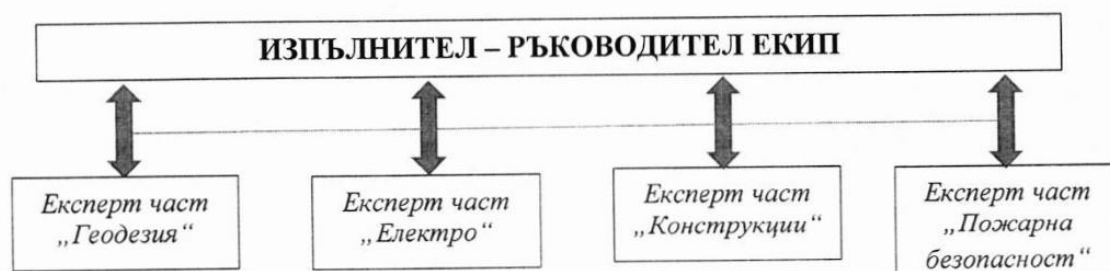 ИЗПЪЛНИТЕЛ – РЪКОВОДИТЕЛ ЕКИП
Експерт част
„Геодезия“
Експерт част
„Електро“
Експерт част
„Конструкции“
Експерт част
„Пожарна
безопасност“